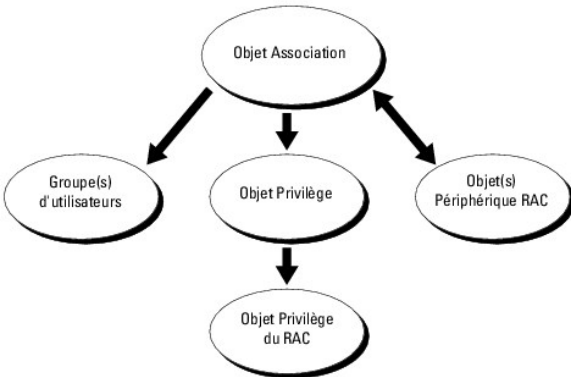 Objet Association
Groupe(s)
d'utilisateurs
Objet Privilège
Objet(s)
Périphérique RAC
Objet Privilège
du RAC